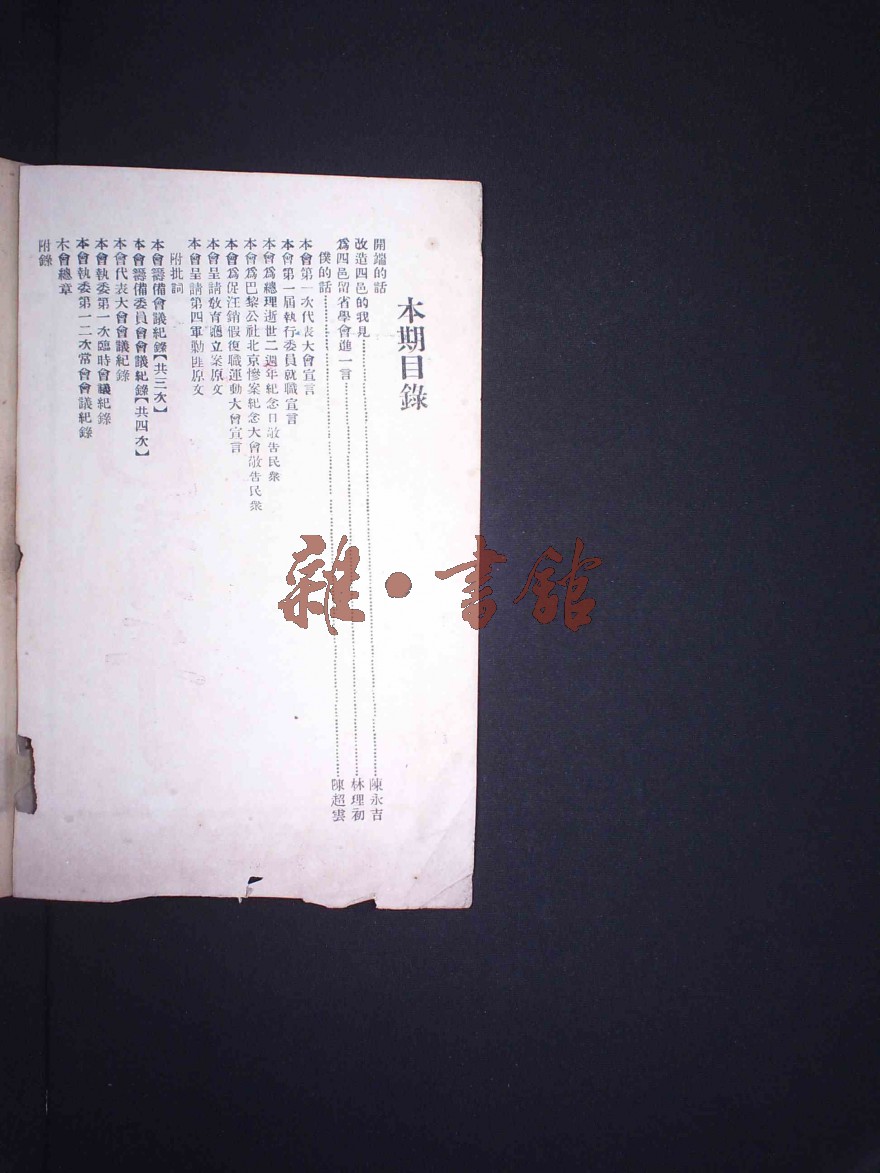 本期目錄
開端的話
改造四邑的我見……陳永吉
為四邑留省學會進一言……林理初
僕的話……陳超雲
本會第一次代表大會宣言
本會第一屆執行委員就職宣言
本會為總理逝世二週年紀念日敬告民衆
本會為巴黎公社北京慘案紀念大會敬告民衆
本會為促汪銷假復職運動大會宣言
本會呈請教育廳立案原文
本會呈請第四軍勦匪原文
附批詞
本會籌備會議紀錄【共三次】
本會籌備委員會會議紀錄【共四次】
本會代表大會會議紀錄
本會執委第一次臨時會議紀錄
本會執委第一二次常會會議紀錄
本會總章
附錄
雜·書館